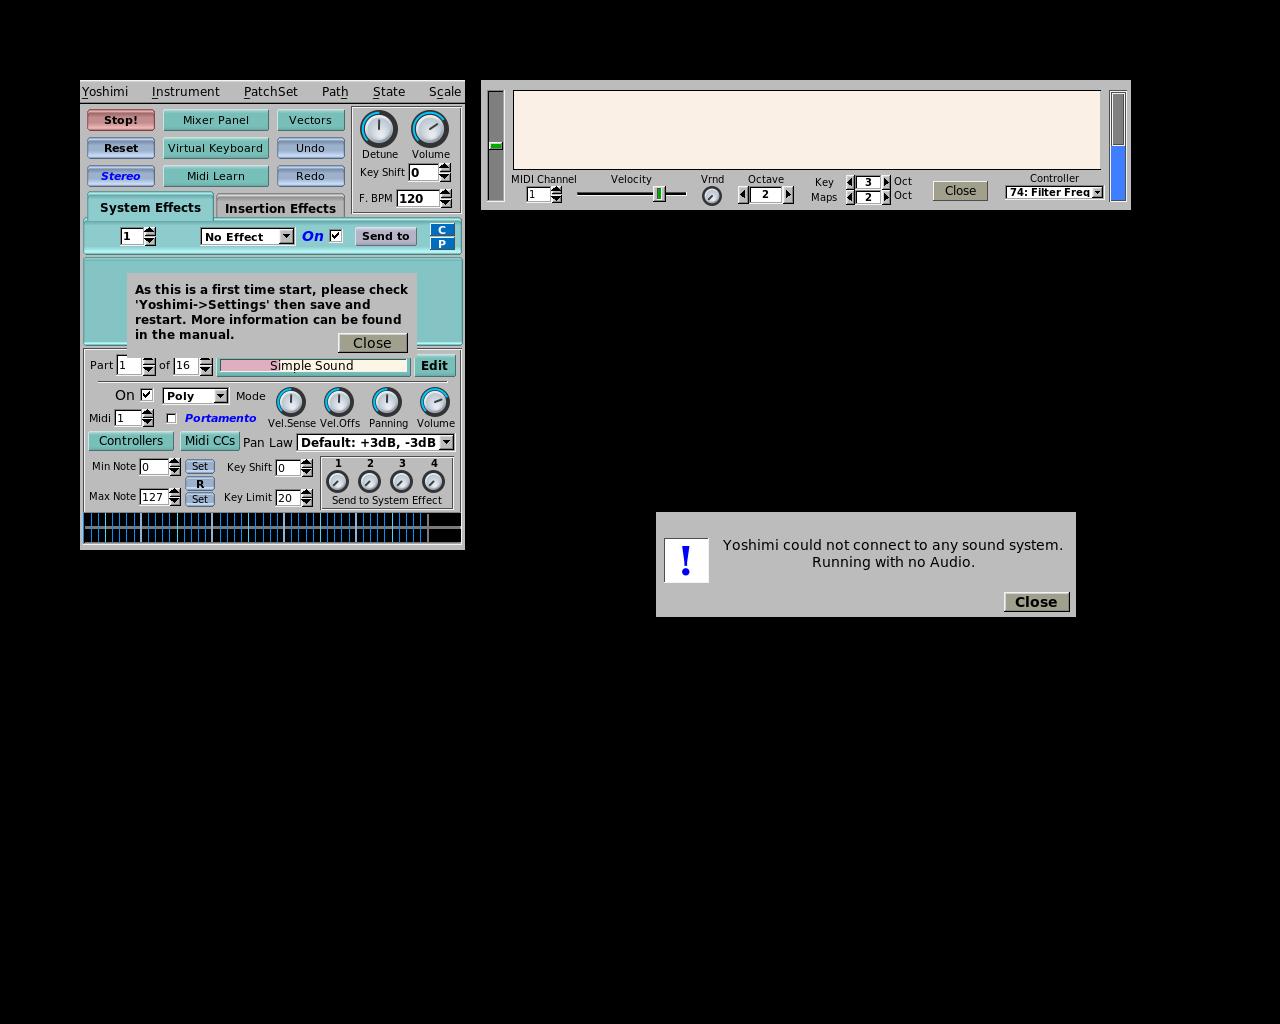 Yoshimi Instrument PatchSet Path State Scale
Stop! Mixer Panel Vectors
Reset Virtual Keyboard Undo
Stereo Midi Learn Redo
Detune Volume
Key Shift 0
F. BPM 120
System Effects Insertion Effects
1 No Effect On Send to C
P
As this is a first time start, please check
'Yoshimi->Settings' then save and
restart. More information can be found
in the manual.
Close
Part 1 of 16 Simple Sound Edit
On Poly Mode
Midi 1 Portamento
Vel.Sense Vel.Offs Panning Volume
Controllers Midi CCs Pan Law Default: +3dB, -3dB
Min Note 0 Set Key Shift 0
R
Max Note 127 Set Key Limit 20
1 2 3 4
Send to System Effect
MIDI Channel Velocity Vrnd Octave Key 3 Oct Controller
1 2 Maps 2 Oct Close 74: Filter Freq
Yoshimi could not connect to any sound system.
Running with no Audio.
!
Close